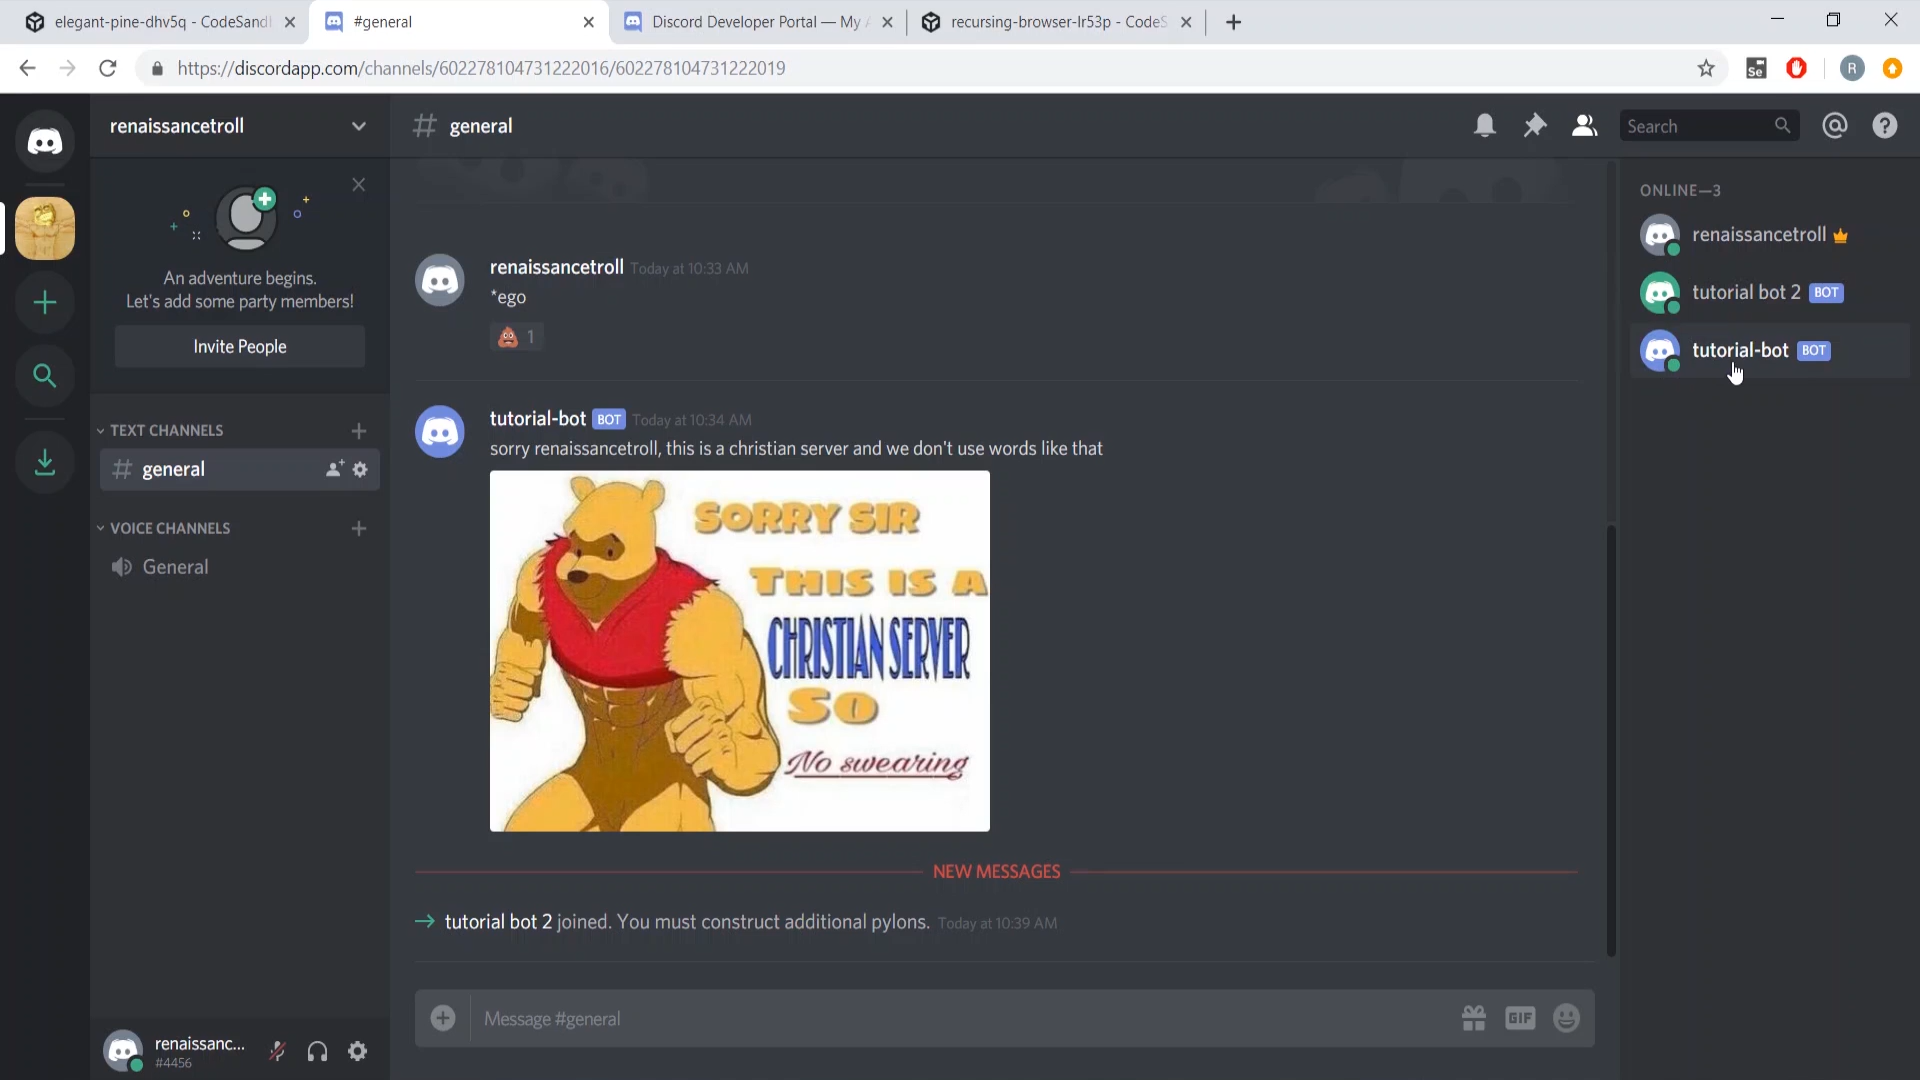 elegant-pine-dhv5q - CodeSandl
#general
Discord Developer Portal — My A
recursing-browser-lr53p - CodeS
https://discordapp.com/channels/602278104731222016/602278104731222019
Se
R
renaissancetroll
# general
Search
An adventure begins.
Let's add some party members!
Invite People
TEXT CHANNELS
# general
VOICE CHANNELS
General
renaissanc...
#4456
renaissancetroll Today at 10:33 AM
*ego
1
tutorial-bot BOT Today at 10:34 AM
sorry renaissancetroll, this is a christian server and we don't use words like that
SORRY SIR
THIS IS A
CHRISTIAN SERVER
SO
No swearing
NEW MESSAGES
tutorial bot 2 joined. You must construct additional pylons. Today at 10:39 AM
Message #general
GIF
ONLINE—3
renaissancetroll
tutorial bot 2 BOT
tutorial-bot BOT